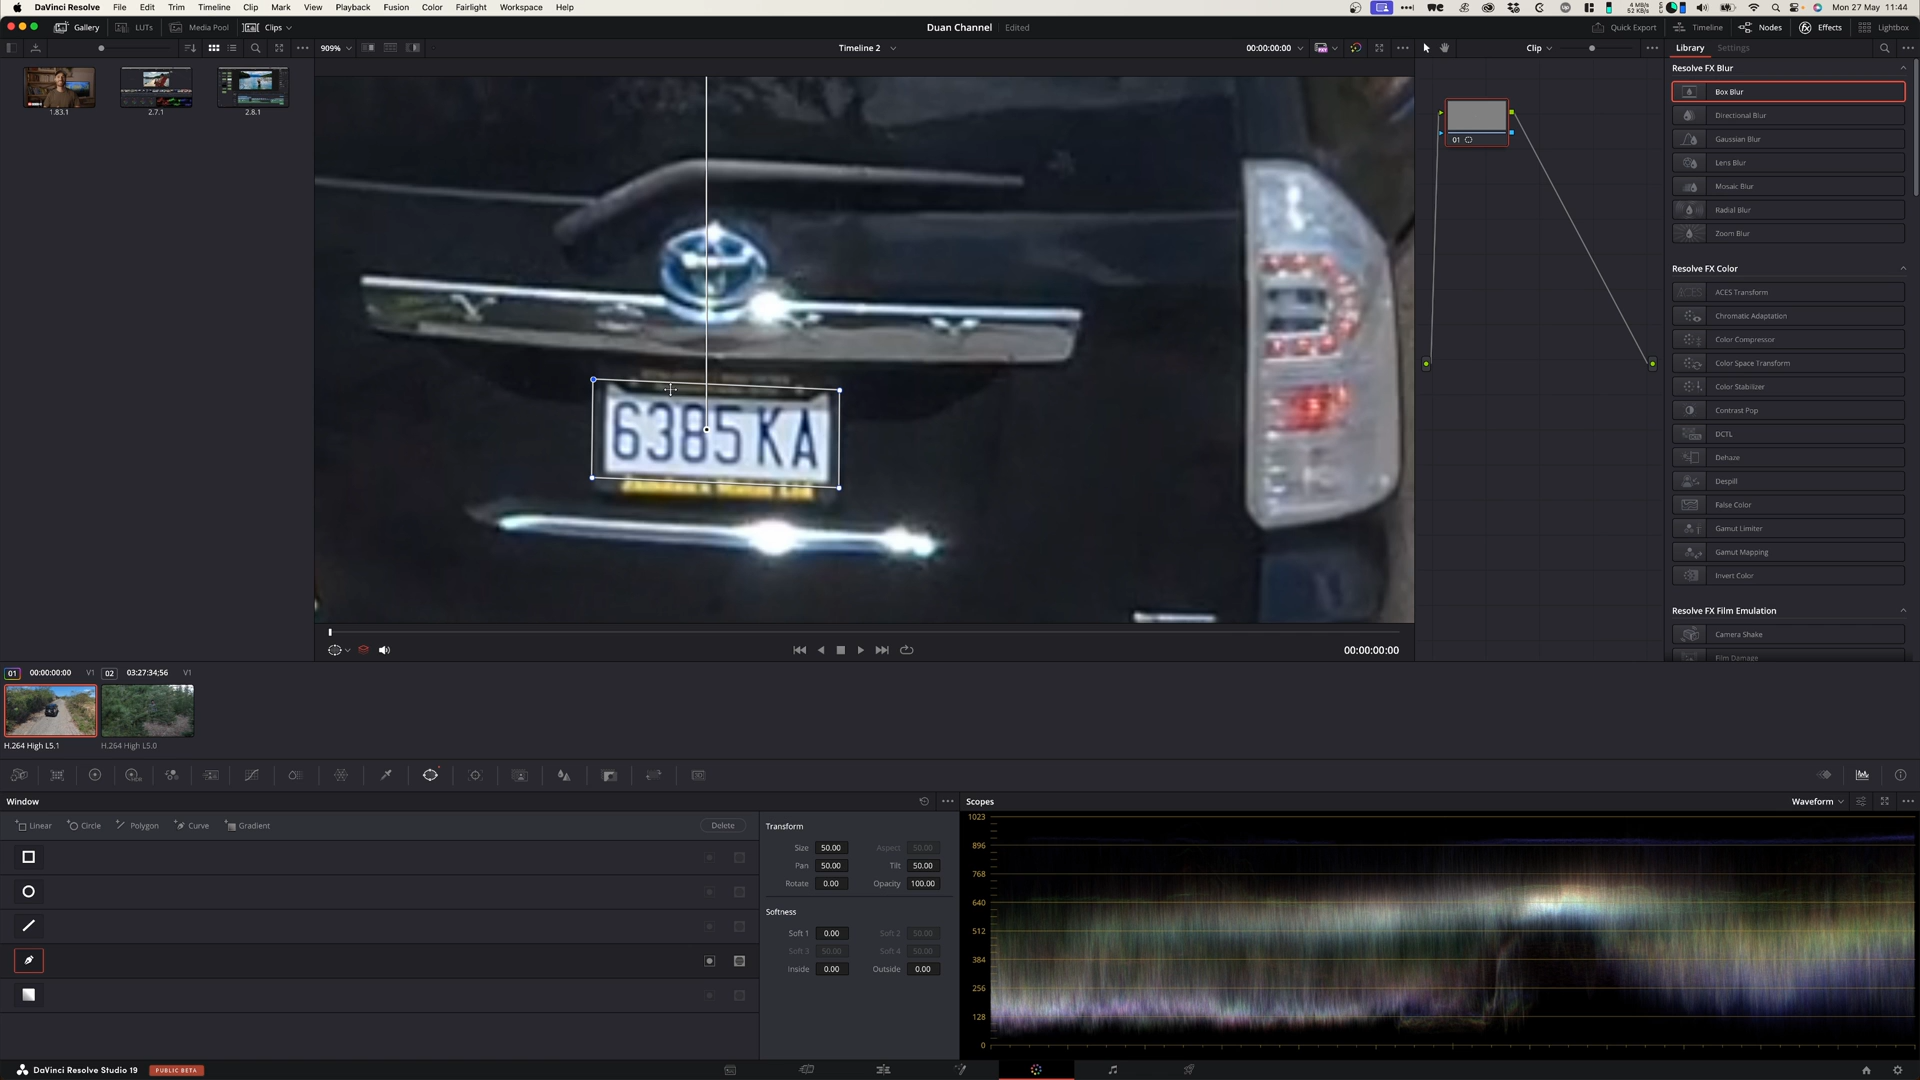 DaVinci Resolve File Edit Trim Timeline Clip Mark View Playback Fusion Color Fairlight Workspace Help
4 MB/s
52 KB/s
Mon 27 May 11:44
Gallery LUTs Media Pool Clips
Duan Channel Edited
Quick Export Timeline Nodes Effects Lightbox
909%
Timeline 2
00:00:00:00
Clip
Library Settings
1.83.1
2.7.1
2.8.1
Resolve FX Blur
Box Blur
Directional Blur
Gaussian Blur
Lens Blur
Mosaic Blur
Radial Blur
Zoom Blur
Resolve FX Color
ACES Transform
Chromatic Adaptation
Color Compressor
Color Space Transform
Color Stabilizer
Contrast Pop
DCTL
Dehaze
Despill
False Color
Gamut Limiter
Gamut Mapping
Invert Color
Resolve FX Film Emulation
Camera Shake
Film Damage
01
6385 KA
00:00:00:00
01 00:00:00:00 V1
02 03:27:34;56 V1
H.264 High L5.1
H.264 High L5.0
Window
Linear Circle Polygon Curve Gradient Delete
Transform
Size 50.00 Aspect 50.00
Pan 50.00 Tilt 50.00
Rotate 0.00 Opacity 100.00
Softness
Soft 1 0.00 Soft 2 50.00
Soft 3 50.00 Soft 4 50.00
Inside 0.00 Outside 0.00
Scopes
Waveform
1023
896
768
640
512
384
256
128
0
DaVinci Resolve Studio 19 PUBLIC BETA